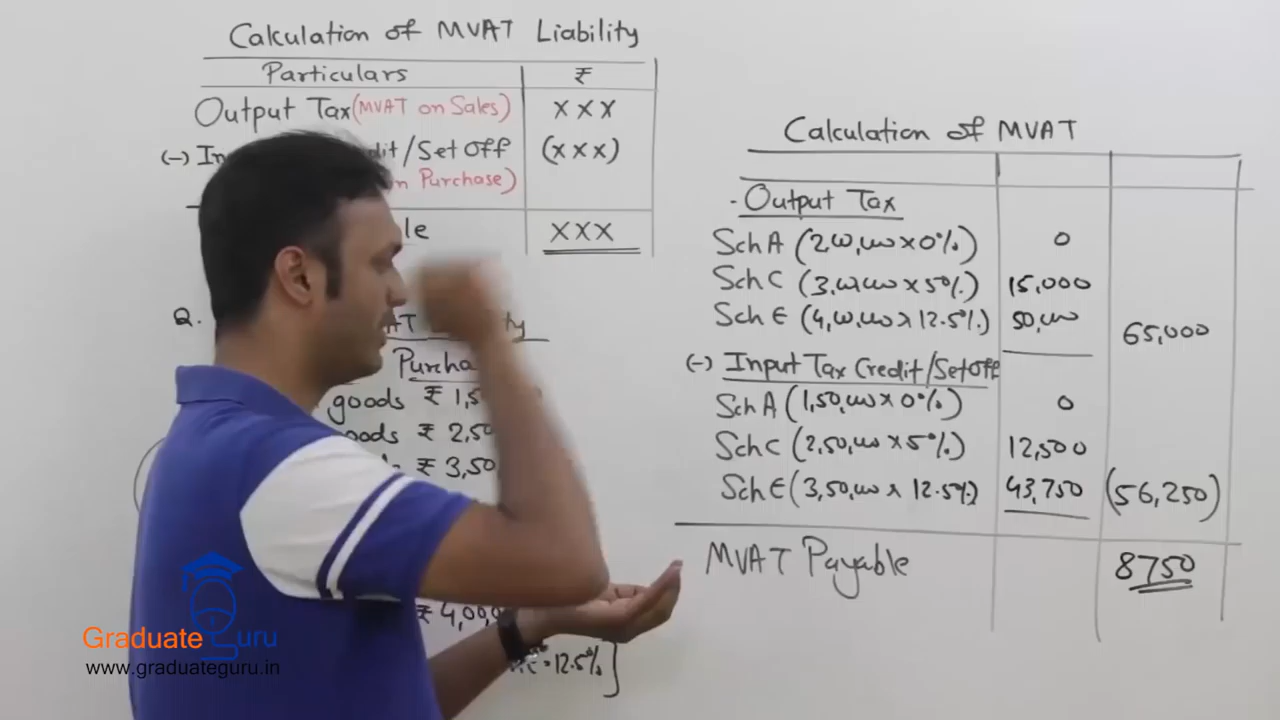 Calculation of MVAT Liability
Particulars ₹
Output Tax (MVAT on Sales) XXX
(-) In /Set Off (XXX)
Purchase)
XXX
Q.
goods ₹ 1,5
₹ 2,50
₹ 3,50
₹ 4,00,0
12.5%]
Calculation of MVAT
- Output Tax
Sch A (2,00,000 x 0%) 0
Sch C (3,00,000 x 5%) 15,000
Sch E (4,00,000 x 12.5%) 50,000 65,000
(-) Input Tax Credit/Set Off
Sch A (1,50,000 x 0%) 0
Sch C (2,50,000 x 5%) 12,500
Sch E (3,50,000 x 12.5%) 43,750 (56,250)
MVAT Payable 8750
Graduate Guru
www.graduateguru.in